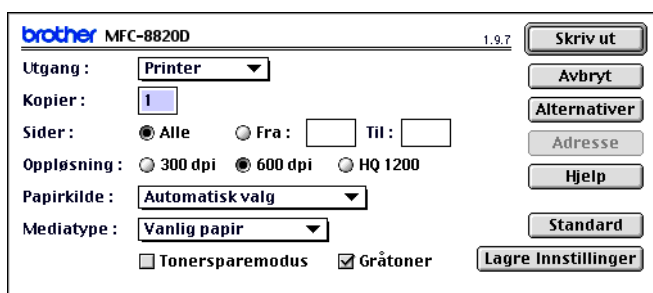 brother MFC-8820D 1.9.7 Skriv ut
Utgang : Printer Avbryt
Kopier : 1 Alternativer
Sider : Alle Fra : Til : Adresse
Oppløsning : 300 dpi 600 dpi HQ 1200 Hjelp
Papirkilde : Automatisk valg
Mediatype : Vanlig papir Standard
Tonersparemodus Gråtoner Lagre Innstillinger